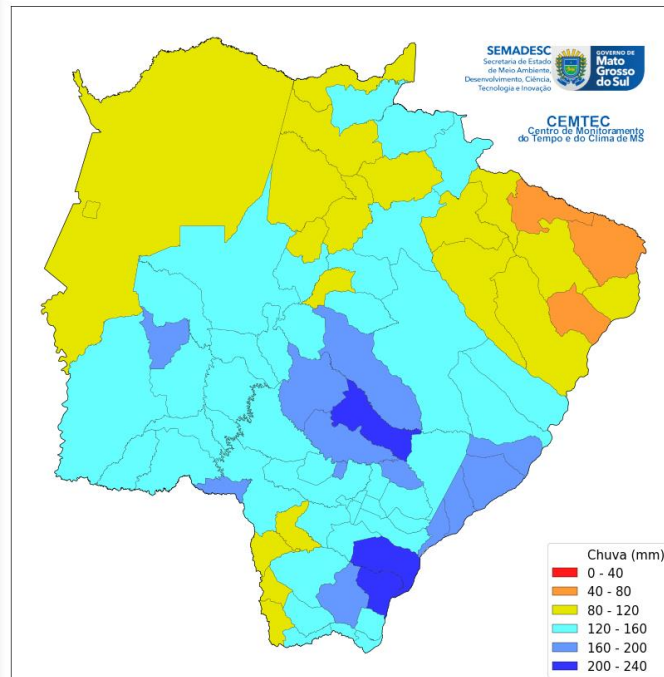 SEMADESC
Secretaria de Estado
de Meio Ambiente,
Desenvolvimento, Ciência,
Tecnologia e Inovação
GOVERNO DE
Mato
Grosso
do Sul
CEMTEC
Centro de Monitoramento
do Tempo e do Clima de MS
Chuva (mm)
0 - 40
40 - 80
80 - 120
120 - 160
160 - 200
200 - 240